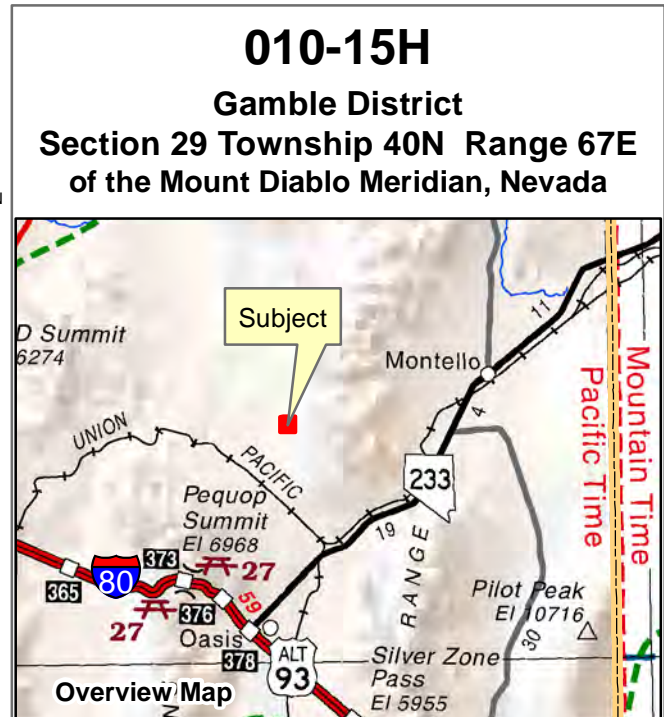 010-15H
Gamble District
Section 29 Township 40N Range 67E
of the Mount Diablo Meridian, Nevada
Subject
D Summit
6274
Montello
11
4
UNION
PACIFIC
233
19
Pequop
Summit
El 6968
373
27
80
365
376
59
27
Oasis
378
ALT
93
RANGE
Pilot Peak
El 10716
30
Silver Zone
Pass
El 5955
Pacific Time
Mountain Time
Overview Map